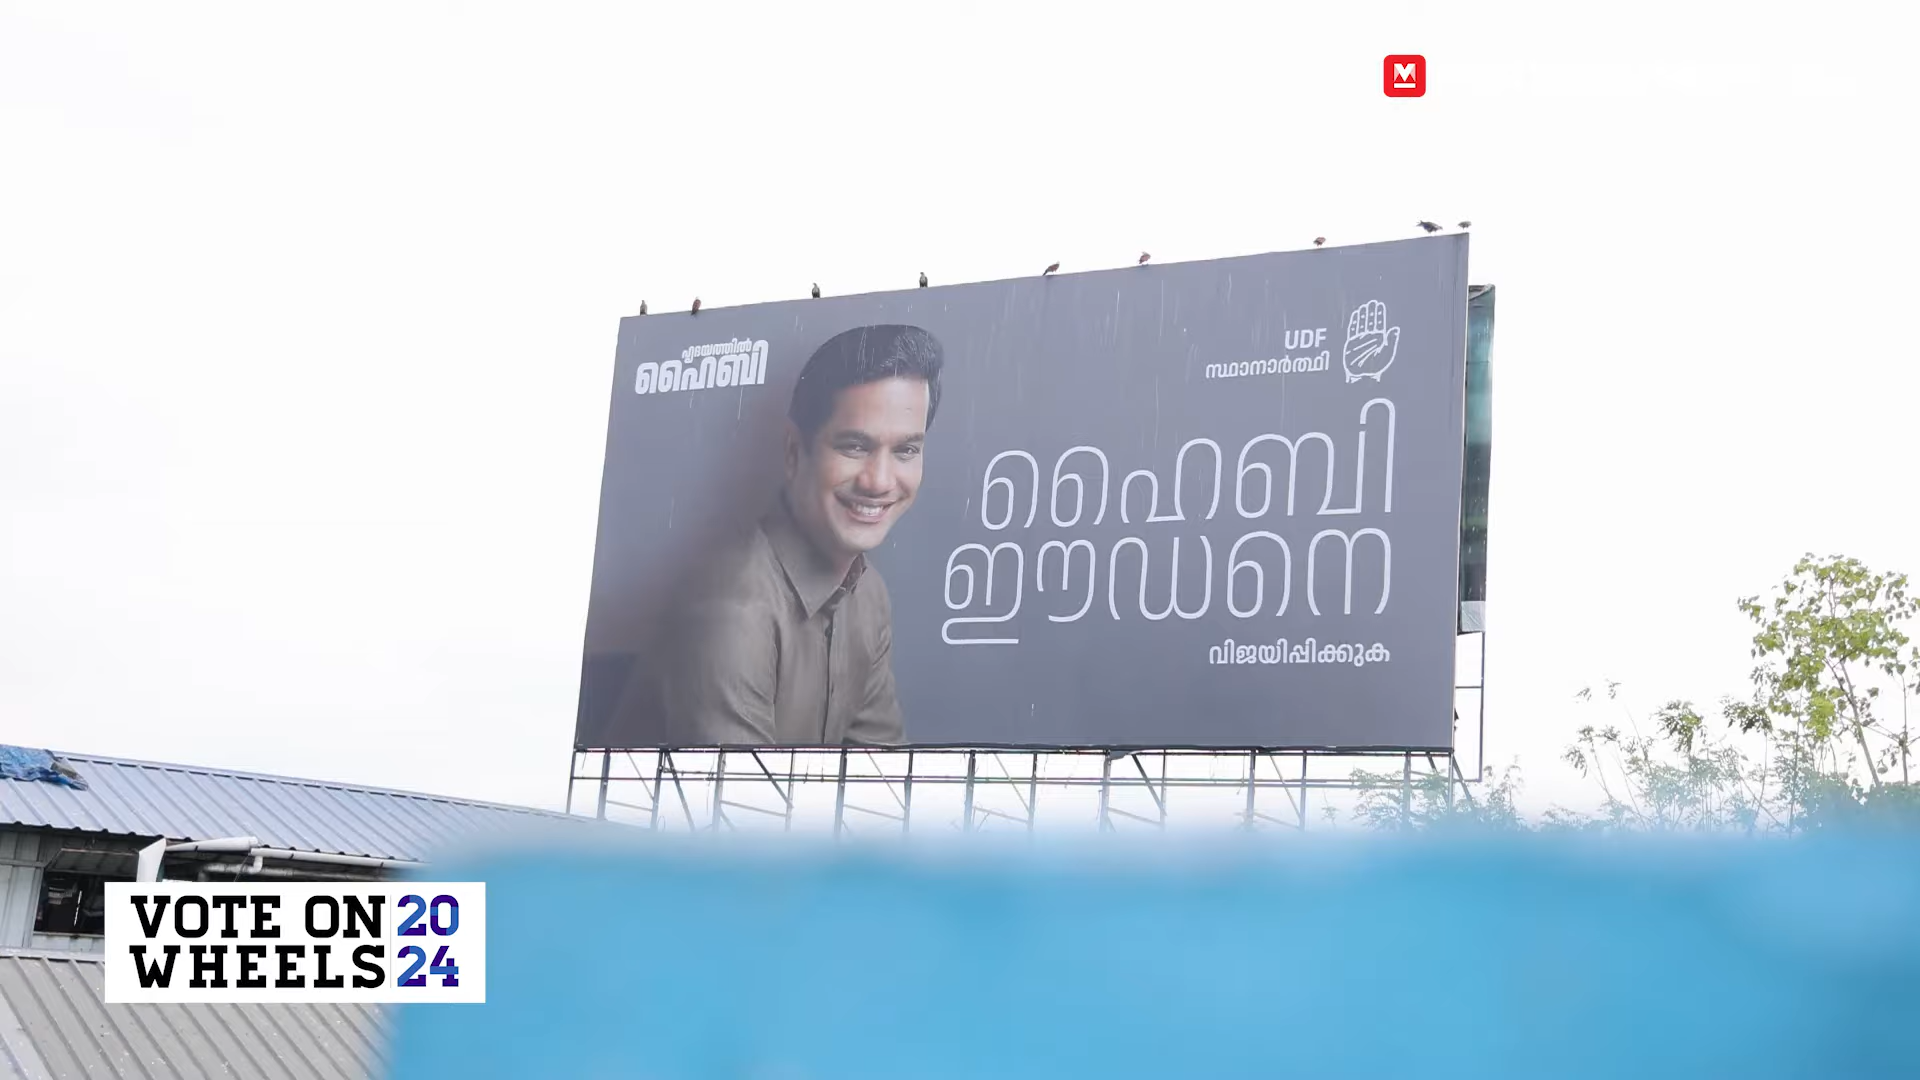 ഹൃദയത്തിൽ
ഹൈബി
UDF
സ്ഥാനാർത്ഥി
ഹൈബി
ഈഡനെ
വിജയിപ്പിക്കുക
VOTE ON
WHEELS
20
24